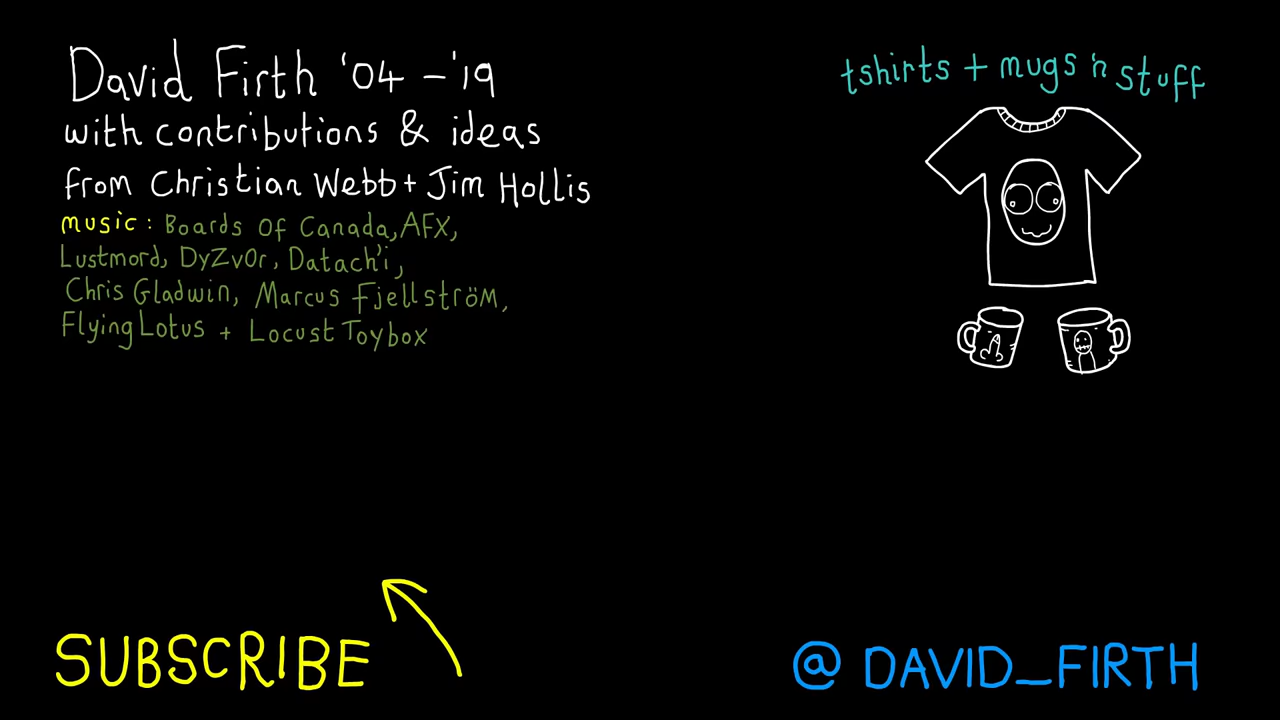 David Firth '04 - '19
with contributions & ideas
from Christian Webb + Jim Hollis
music: Boards Of Canada, AFX,
Lustmord, DyZvOr, Datach'i,
Chris Gladwin, Marcus Fjellström,
Flying Lotus + Locust Toybox
tshirts + mugs 'n stuff
SUBSCRIBE
@DAVID_FIRTH